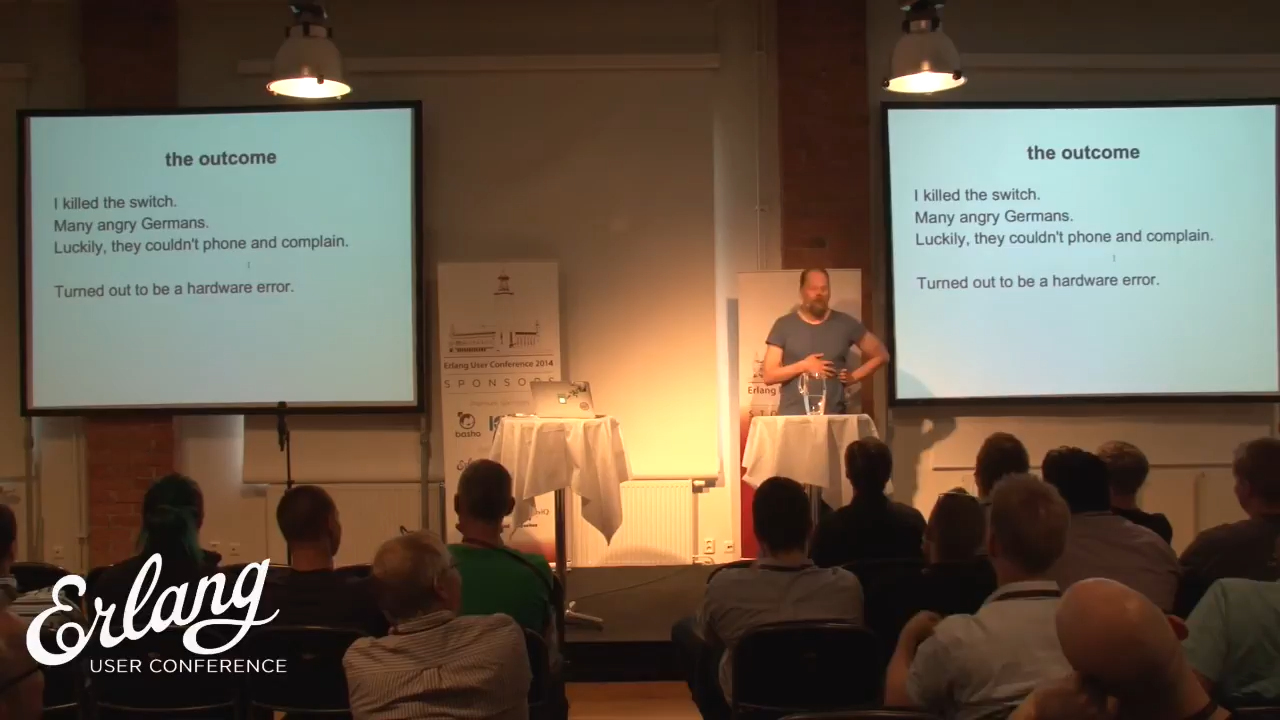 the outcome
I killed the switch.
Many angry Germans.
Luckily, they couldn't phone and complain.
Turned out to be a hardware error.
the outcome
I killed the switch.
Many angry Germans.
Luckily, they couldn't phone and complain.
Turned out to be a hardware error.
Erlang User Conference 2014
SPONSORS
basho
Erlang
Erlang
USER CONFERENCE